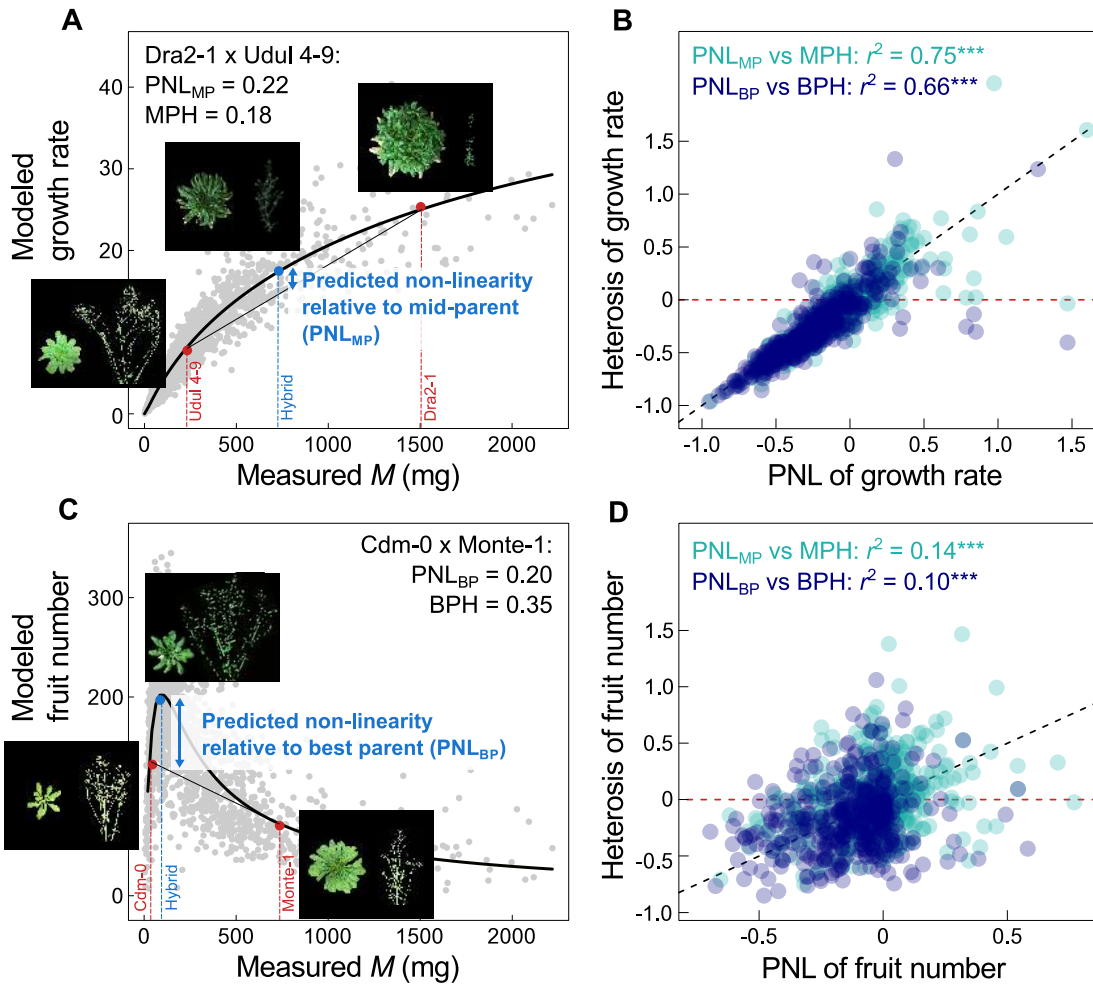 A
Dra2-1 x Udul 4-9:
PNLMP = 0.22
MPH = 0.18
Modeled
growth rate
40
30
20
10
0
Predicted non-linearity
relative to mid-parent
(PNLMP)
Udul 4-9
Hybrid
Dra2-1
0 500 1000 1500 2000
Measured M (mg)
B
PNLMP vs MPH: r2 = 0.75***
PNLBP vs BPH: r2 = 0.66***
Heterosis of growth rate
1.5
1.0
0.5
0
-0.5
-1.0
-1.0 -0.5 0 0.5 1.0 1.5
PNL of growth rate
C
Cdm-0 x Monte-1:
PNLBP = 0.20
BPH = 0.35
Modeled
fruit number
300
200
100
0
Predicted non-linearity
relative to best parent (PNLBP)
Cdm-0
Hybrid
Monte-1
0 500 1000 1500 2000
Measured M (mg)
D
PNLMP vs MPH: r2 = 0.14***
PNLBP vs BPH: r2 = 0.10***
Heterosis of fruit number
1.5
1.0
0.5
0
-0.5
-1.0
-0.5 0 0.5
PNL of fruit number